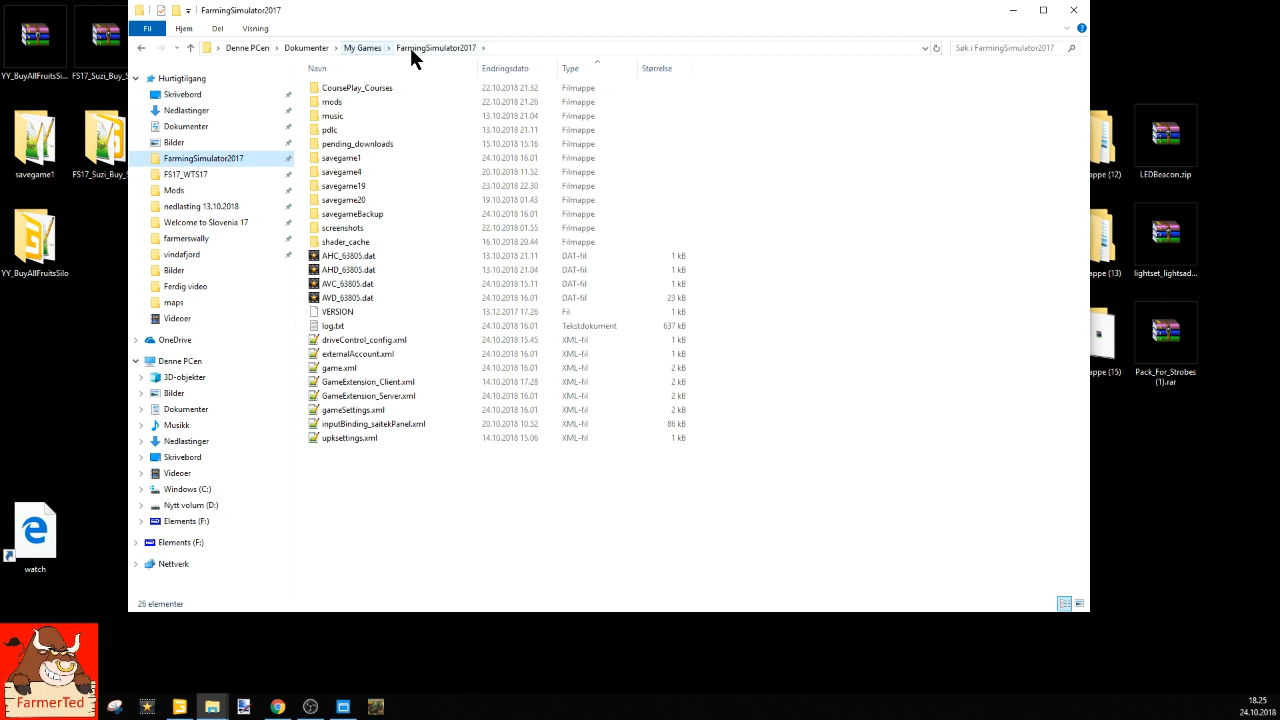 FarmingSimulator2017
Fil Hjem Del Visning
Denne PCen Dokumenter My Games FarmingSimulator2017
Søk i FarmingSimulator2017
Navn Endringsdato Type Størrelse
CoursePlay_Courses 22.10.2018 21.32 Filmappe
mods 22.10.2018 21.26 Filmappe
music 13.10.2018 21.04 Filmappe
pdlc 13.10.2018 21.11 Filmappe
pending_downloads 15.10.2018 15.16 Filmappe
savegame1 24.10.2018 16.01 Filmappe
savegame4 20.10.2018 11.52 Filmappe
savegame19 23.10.2018 22.30 Filmappe
savegame20 19.10.2018 01.43 Filmappe
savegameBackup 24.10.2018 16.01 Filmappe
screenshots 22.10.2018 01.55 Filmappe
shader_cache 16.10.2018 20.44 Filmappe
AHC_63805.dat 13.10.2018 21.11 DAT-fil 1 kB
AHD_63805.dat 13.10.2018 21.04 DAT-fil 1 kB
AVC_63805.dat 24.10.2018 15.11 DAT-fil 1 kB
AVD_63805.dat 24.10.2018 16.01 DAT-fil 23 kB
VERSION 13.12.2017 17.26 Fil 1 kB
log.txt 24.10.2018 16.01 Tekstdokument 637 kB
driveControl_config.xml 24.10.2018 15.45 XML-fil 1 kB
externalAccount.xml 24.10.2018 16.01 XML-fil 1 kB
game.xml 24.10.2018 16.01 XML-fil 2 kB
GameExtension_Client.xml 14.10.2018 17.28 XML-fil 2 kB
GameExtension_Server.xml 24.10.2018 16.01 XML-fil 2 kB
gameSettings.xml 24.10.2018 16.01 XML-fil 2 kB
inputBinding_saitekPanel.xml 20.10.2018 10.52 XML-fil 86 kB
upksettings.xml 14.10.2018 15.06 XML-fil 1 kB
Hurtigtilgang
Skrivebord
Nedlastinger
Dokumenter
Bilder
FarmingSimulator2017
FS17_WTS17
Mods
nedlasting 13.10.2018
Welcome to Slovenia 17
farmerswally
vindafjord
Bilder
Ferdig video
maps
Videoer
OneDrive
Denne PCen
3D-objekter
Bilder
Dokumenter
Musikk
Nedlastinger
Skrivebord
Videoer
Windows (C:)
Nytt volum (D:)
Elements (F:)
Elements (F:)
Nettverk
26 elementer
YY_BuyAllFruitsSi...
FS17_Suzi_Buy_S
savegame1
FS17_Suzi_Buy_S
YY_BuyAllFruitsSilo
watch
appe (12)
LEDBeacon.zip
appe (13)
lightset_lightsad...
appe (15)
Pack_For_Strobes
(1).rar
FarmerTed
18.25
24.10.2018